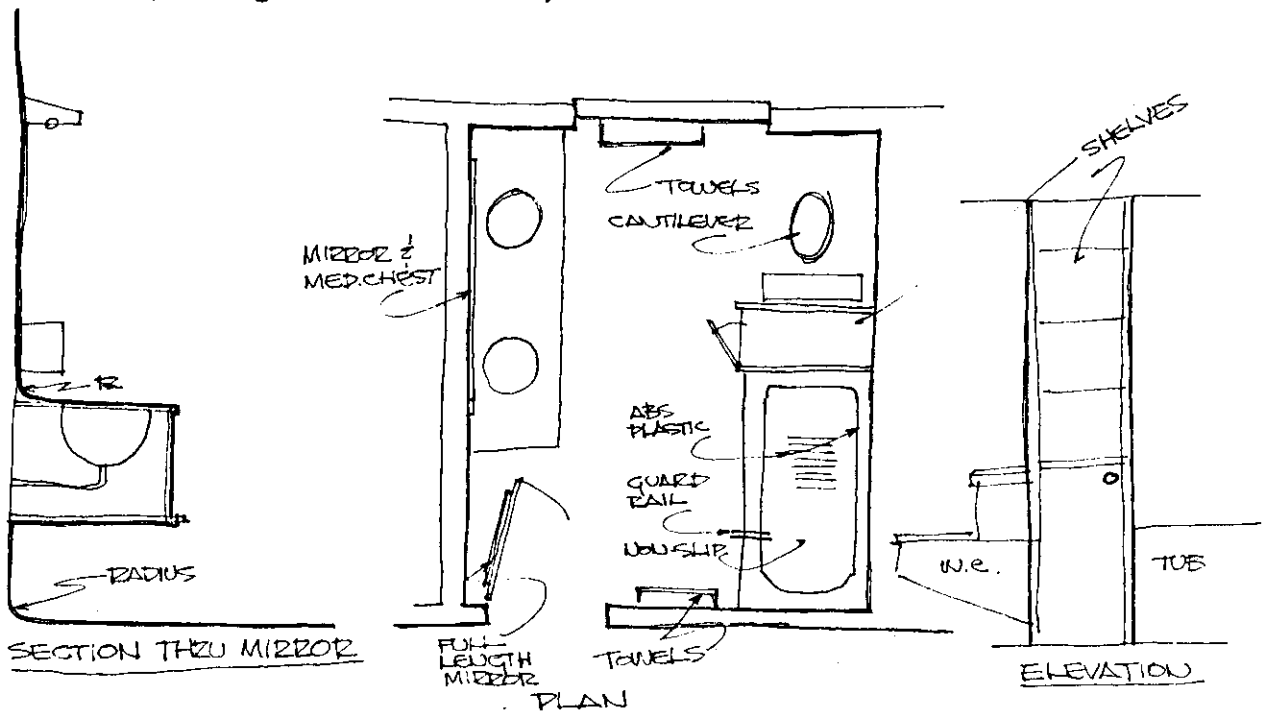 R
RADIUS
SECTION THRU MIRROR
MIRROR &
MED. CHEST
TOWELS
CANTILEVER
ABS
PLASTIC
GUARD
RAIL
NON-SLIP
FULL
LENGTH
MIRROR
TOWELS
PLAN
SHELVES
W.C.
TUB
ELEVATION